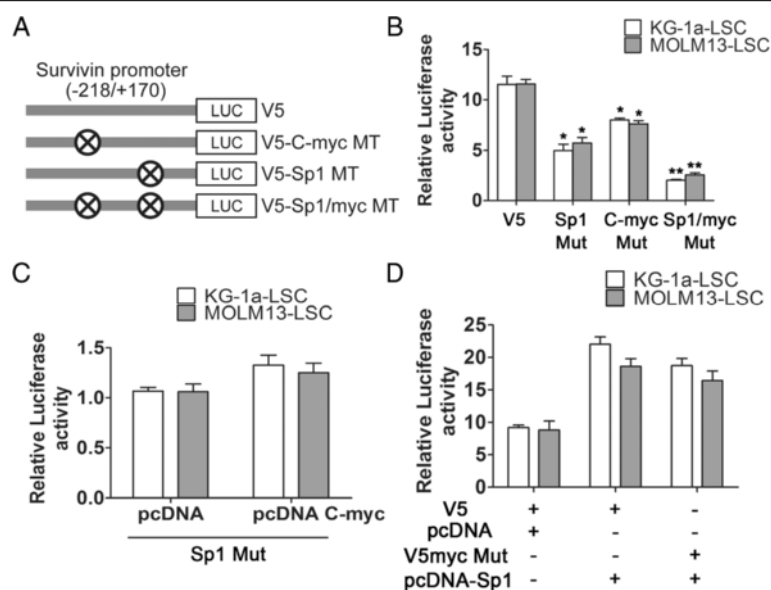 A
Survivin promoter
(-218/+170)
LUC V5
LUC V5-C-myc MT
LUC V5-Sp1 MT
LUC V5-Sp1/myc MT
B
KG-1a-LSC
MOLM13-LSC
Relative Luciferase
activity
15
10
5
0
* * * * ** **
V5 Sp1 C-myc Sp1/myc
Mut Mut Mut
C
KG-1a-LSC
MOLM13-LSC
Relative Luciferase
activity
1.5
1.0
0.5
0.0
pcDNA pcDNA C-myc
Sp1 Mut
D
KG-1a-LSC
MOLM13-LSC
Relative Luciferase
activity
25
20
15
10
5
0
V5 + + -
pcDNA + - -
V5myc Mut - - +
pcDNA-Sp1 - + +